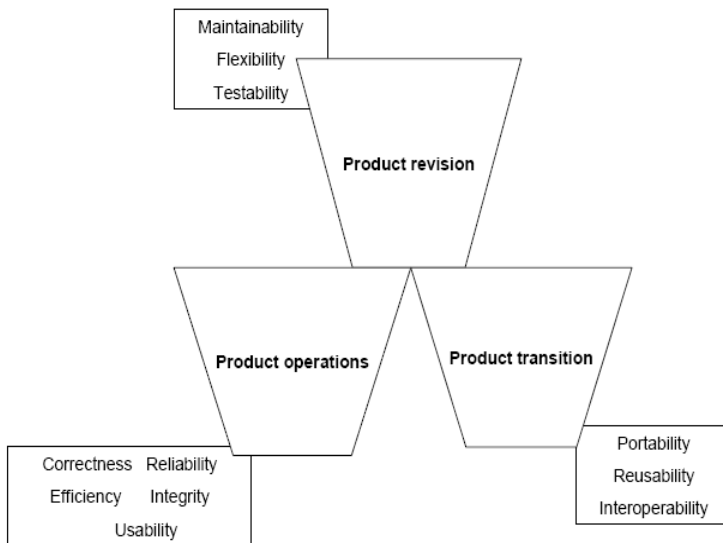 Maintainability
Flexibility
Testability
Product revision
Product operations
Product transition
Correctness Reliability
Efficiency Integrity
Usability
Portability
Reusability
Interoperability